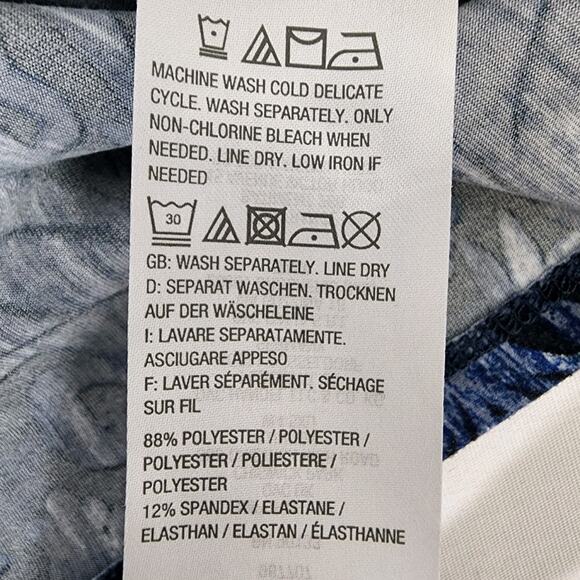 MACHINE WASH COLD DELICATE
CYCLE. WASH SEPARATELY. ONLY
NON-CHLORINE BLEACH WHEN
NEEDED. LINE DRY. LOW IRON IF
NEEDED
30
GB: WASH SEPARATELY. LINE DRY
D: SEPARAT WASCHEN. TROCKNEN
AUF DER WÄSCHELEINE
I: LAVARE SEPARATAMENTE.
ASCIUGARE APPESO
F: LAVER SÉPARÉMENT. SÉCHAGE
SUR FIL
88% POLYESTER / POLYESTER /
POLYESTER / POLIESTERE /
POLYESTER
12% SPANDEX / ELASTANE /
ELASTHAN / ELASTAN / ÉLASTHANNE